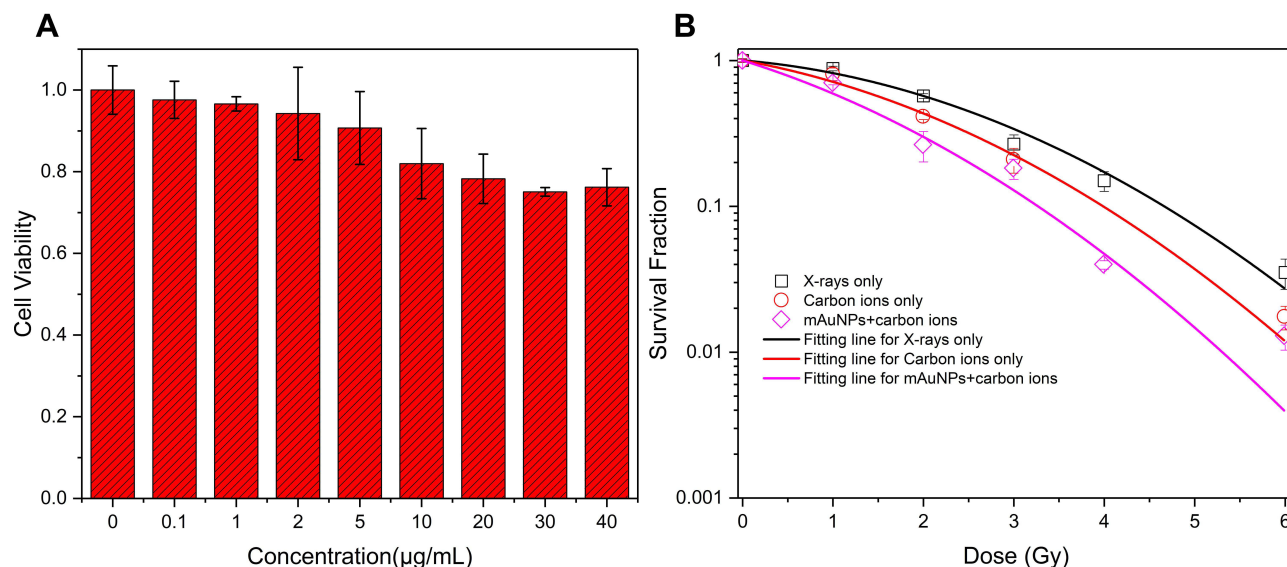 A
Cell Viability
1.0
0.8
0.6
0.4
0.2
0.0
0 0.1 1 2 5 10 20 30 40
Concentration(μg/mL)
B
Survival Fraction
1
0.1
0.01
0.001
X-rays only
Carbon ions only
mAuNPs+carbon ions
Fitting line for X-rays only
Fitting line for Carbon ions only
Fitting line for mAuNPs+carbon ions
0 1 2 3 4 5 6
Dose (Gy)